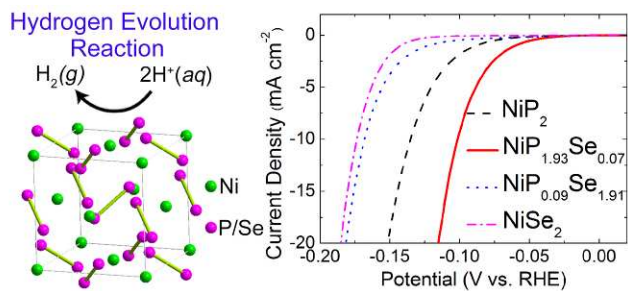 Hydrogen Evolution
Reaction
H₂(g) 2H⁺(aq)
Ni
P/Se
Current Density (mA cm⁻²)
0
-5
-10
-15
-20
NiP₂
NiP₁.₉₃Se₀.₀₇
NiP₀.₀₉Se₁.₉₁
NiSe₂
-0.20 -0.15 -0.10 -0.05 0.00
Potential (V vs. RHE)